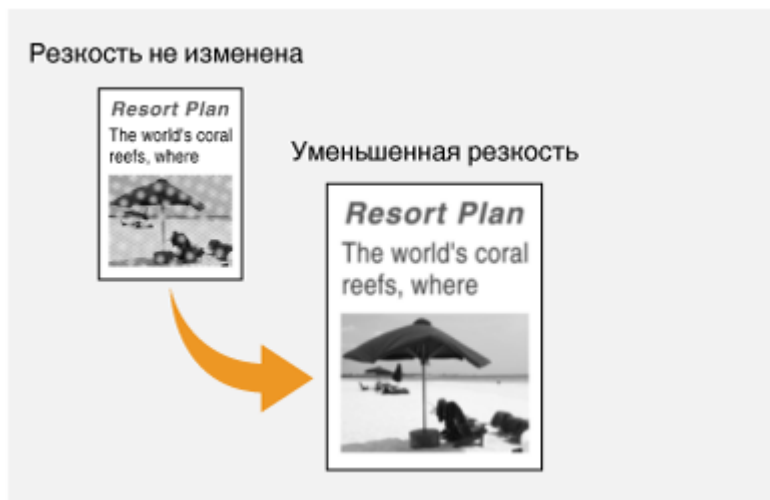 Резкость не изменена
Resort Plan
The world's coral
reefs, where
Уменьшенная резкость
Resort Plan
The world's coral
reefs, where